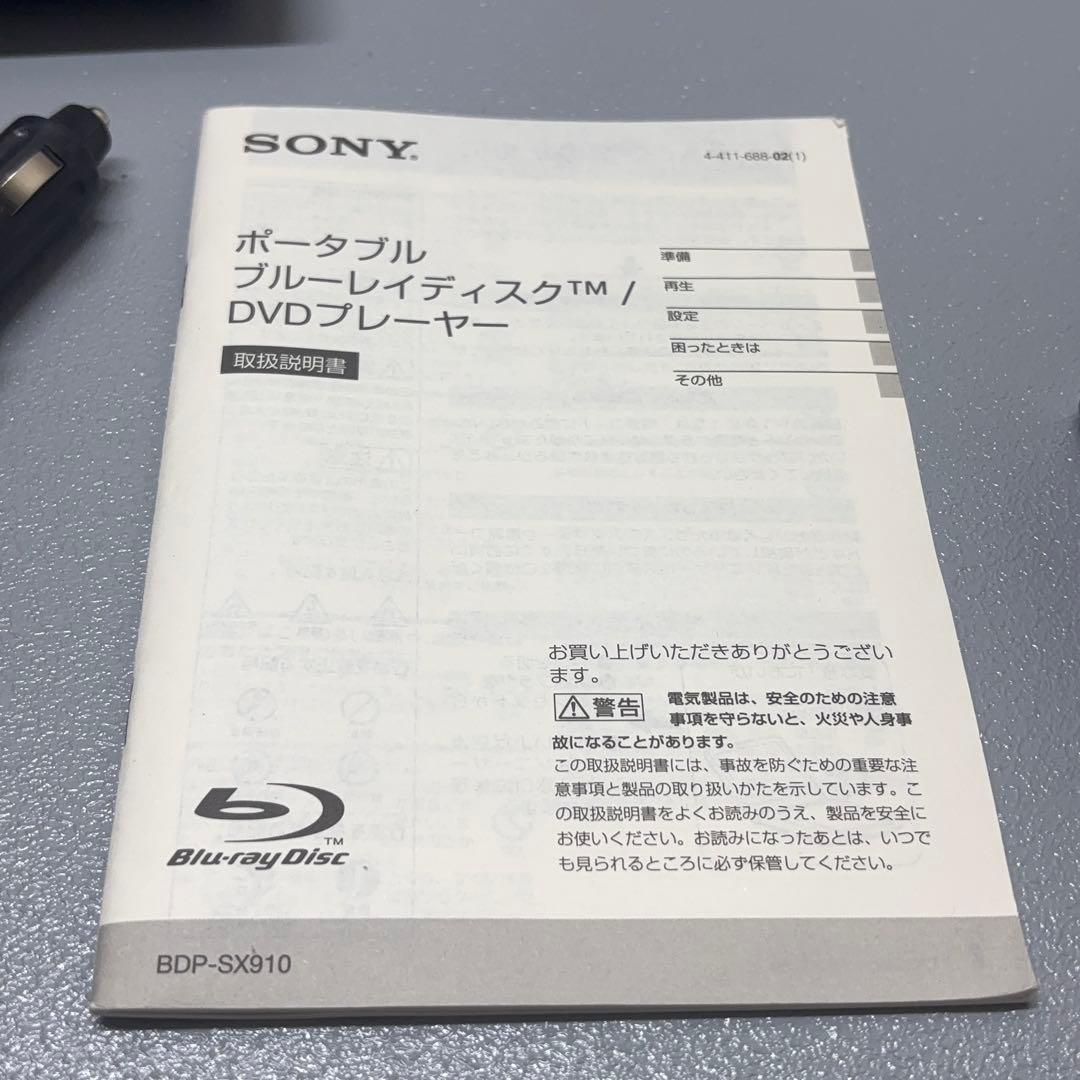 SONY®
4-411-688-02(1)
ポータブル
ブルーレイディスク™ /
DVDプレーヤー
取扱説明書
準備
再生
設定
困ったときは
その他
お買い上げいただきありがとうござい
ます。
警告
電気製品は、安全のための注意
事項を守らないと、火災や人身事
故になることがあります。
この取扱説明書には、事故を防ぐための重要な注
意事項と製品の取り扱いかたを示しています。こ
の取扱説明書をよくお読みのうえ、製品を安全に
お使いください。お読みになったあとは、いつで
も見られるところに必ず保管してください。
Blu-ray Disc™
BDP-SX910